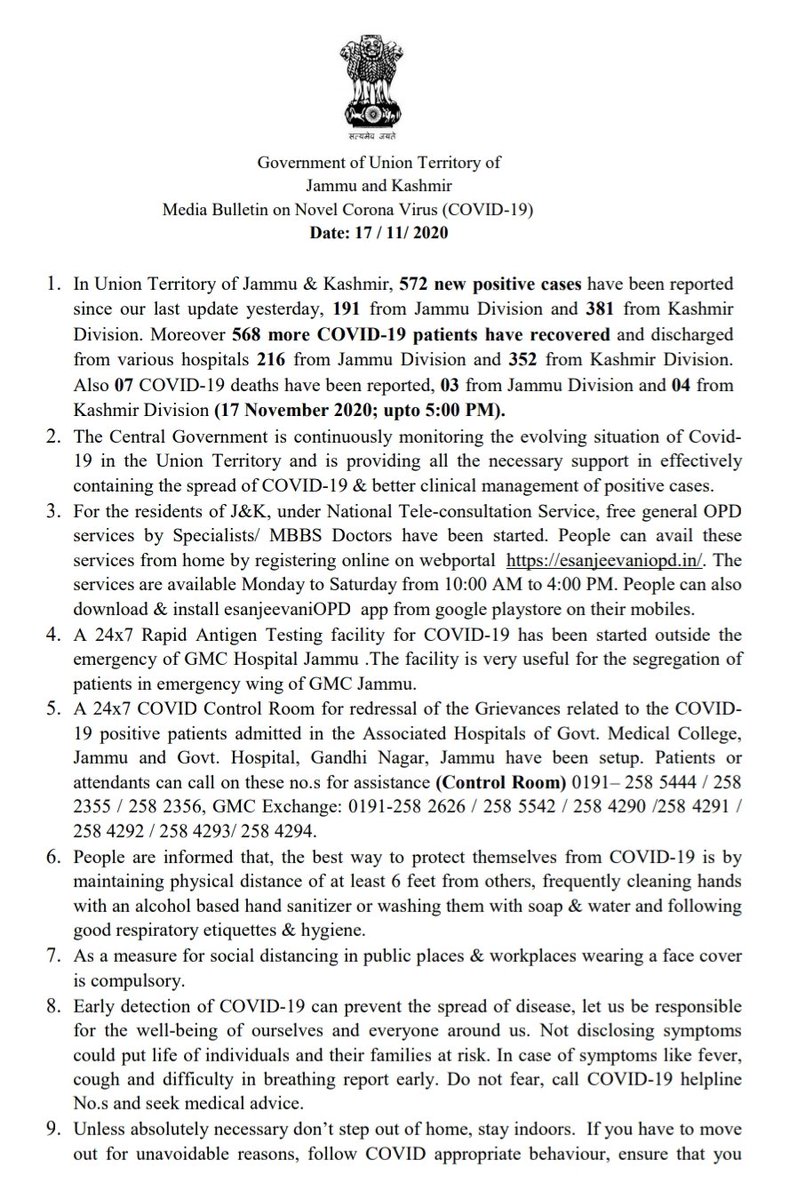 सत्यमेव जयते
Government of Union Territory of
Jammu and Kashmir
Media Bulletin on Novel Corona Virus (COVID-19)
Date: 17 / 11/ 2020
1. In Union Territory of Jammu & Kashmir, 572 new positive cases have been reported
since our last update yesterday, 191 from Jammu Division and 381 from Kashmir
Division. Moreover 568 more COVID-19 patients have recovered and discharged
from various hospitals 216 from Jammu Division and 352 from Kashmir Division.
Also 07 COVID-19 deaths have been reported, 03 from Jammu Division and 04 from
Kashmir Division (17 November 2020; upto 5:00 PM).
2. The Central Government is continuously monitoring the evolving situation of Covid-
19 in the Union Territory and is providing all the necessary support in effectively
containing the spread of COVID-19 & better clinical management of positive cases.
3. For the residents of J&K, under National Tele-consultation Service, free general OPD
services by Specialists/ MBBS Doctors have been started. People can avail these
services from home by registering online on webportal https://esanjeevaniopd.in/. The
services are available Monday to Saturday from 10:00 AM to 4:00 PM. People can also
download & install esanjeevaniOPD app from google playstore on their mobiles.
4. A 24x7 Rapid Antigen Testing facility for COVID-19 has been started outside the
emergency of GMC Hospital Jammu .The facility is very useful for the segregation of
patients in emergency wing of GMC Jammu.
5. A 24x7 COVID Control Room for redressal of the Grievances related to the COVID-
19 positive patients admitted in the Associated Hospitals of Govt. Medical College,
Jammu and Govt. Hospital, Gandhi Nagar, Jammu have been setup. Patients or
attendants can call on these no.s for assistance (Control Room) 0191– 258 5444 / 258
2355 / 258 2356, GMC Exchange: 0191-258 2626 / 258 5542 / 258 4290 /258 4291 /
258 4292 / 258 4293/ 258 4294.
6. People are informed that, the best way to protect themselves from COVID-19 is by
maintaining physical distance of at least 6 feet from others, frequently cleaning hands
with an alcohol based hand sanitizer or washing them with soap & water and following
good respiratory etiquettes & hygiene.
7. As a measure for social distancing in public places & workplaces wearing a face cover
is compulsory.
8. Early detection of COVID-19 can prevent the spread of disease, let us be responsible
for the well-being of ourselves and everyone around us. Not disclosing symptoms
could put life of individuals and their families at risk. In case of symptoms like fever,
cough and difficulty in breathing report early. Do not fear, call COVID-19 helpline
No.s and seek medical advice.
9. Unless absolutely necessary don’t step out of home, stay indoors. If you have to move
out for unavoidable reasons, follow COVID appropriate behaviour, ensure that you